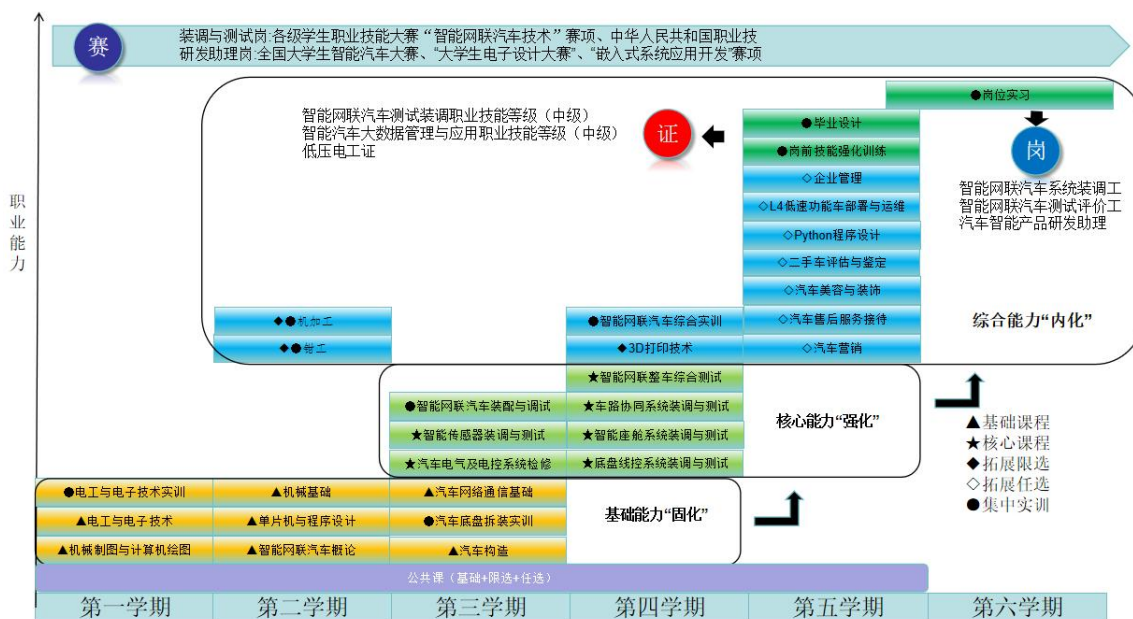 赛
装调与测试岗:各级学生职业技能大赛“智能网联汽车技术”赛项、中华人民共和国职业技
研发助理岗:全国大学生智能汽车大赛、“大学生电子设计大赛”、“嵌入式系统应用开发”赛项
●岗位实习
智能网联汽车测试装调职业技能等级（中级）
智能汽车大数据管理与应用职业技能等级（中级）
低压电工证
证
●毕业设计
●岗前技能强化训练
岗
◇企业管理
智能网联汽车系统装调工
智能网联汽车测试评价工
汽车智能产品研发助理
职业能力
◇L4低速功能车部署与运维
◇Python程序设计
◇二手车评估与鉴定
◇汽车美容与装饰
◆●机加工
●智能网联汽车综合实训
◇汽车售后服务接待
综合能力“内化”
◆●钳工
◆3D打印技术
◇汽车营销
★智能网联整车综合测试
●智能网联汽车装配与调试
★车路协同系统装调与测试
核心能力“强化”
★智能传感器装调与测试
★智能座舱系统装调与测试
★汽车电气及电控系统检修
★底盘线控系统装调与测试
▲基础课程
★核心课程
◆拓展限选
◇拓展任选
●集中实训
●电工与电子技术实训
▲机械基础
▲汽车网络通信基础
▲电工与电子技术
▲单片机与程序设计
●汽车底盘拆装实训
基础能力“固化”
▲机械制图与计算机绘图
▲智能网联汽车概论
▲汽车构造
公共课（基础+限选+任选）
第一学期
第二学期
第三学期
第四学期
第五学期
第六学期